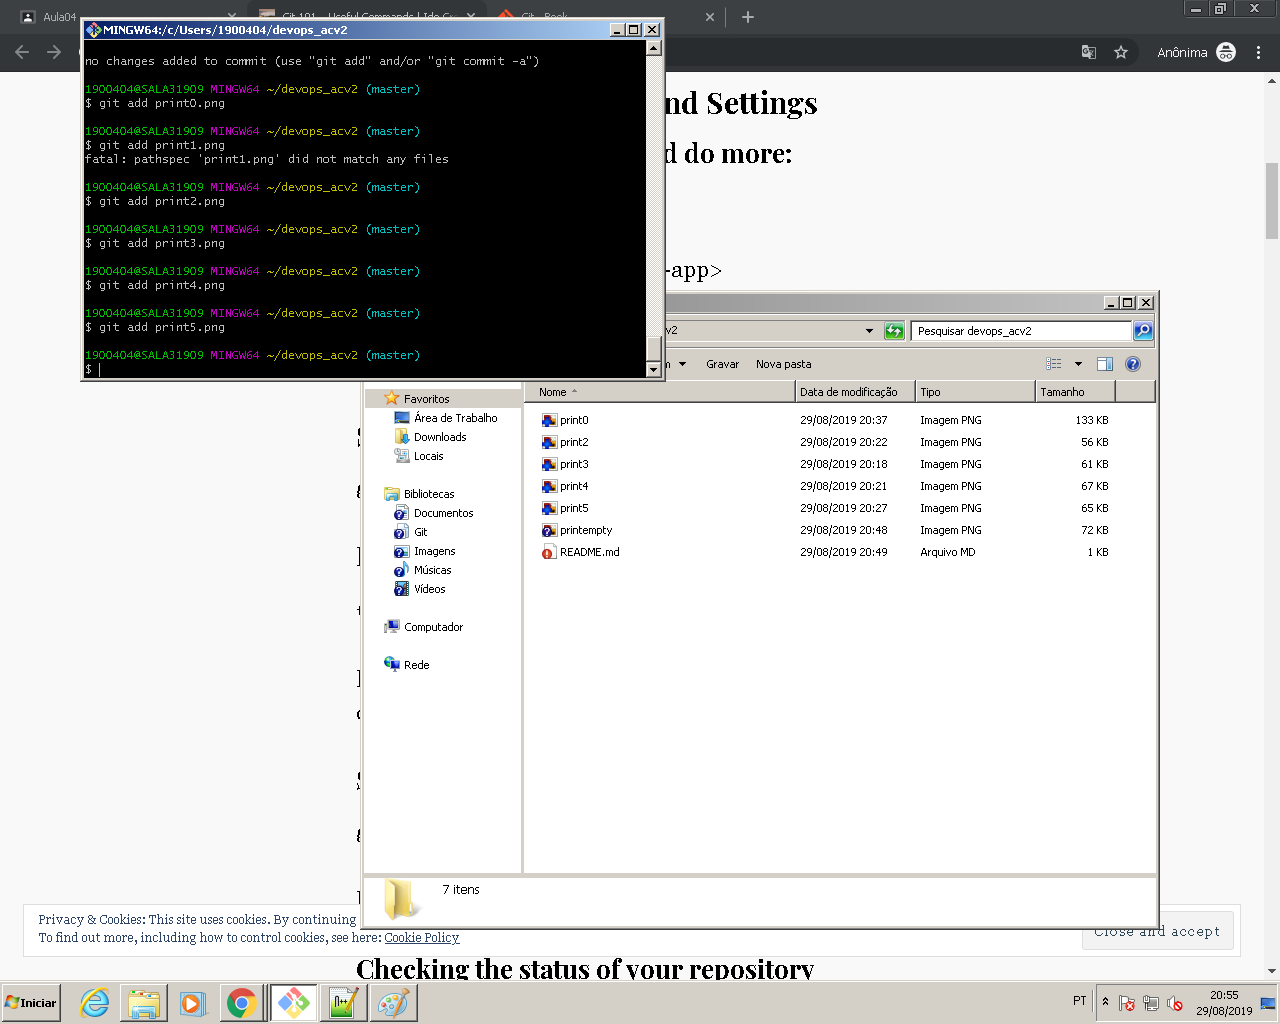 Aula04
Git 101 – Useful Commands | Ide
Git - Book
Anônima
MINGW64:/c/Users/1900404/devops_acv2
no changes added to commit (use "git add" and/or "git commit -a")
1900404@SALA31909 MINGW64 ~/devops_acv2 (master)
$ git add print0.png
1900404@SALA31909 MINGW64 ~/devops_acv2 (master)
$ git add print1.png
fatal: pathspec 'print1.png' did not match any files
1900404@SALA31909 MINGW64 ~/devops_acv2 (master)
$ git add print2.png
1900404@SALA31909 MINGW64 ~/devops_acv2 (master)
$ git add print3.png
1900404@SALA31909 MINGW64 ~/devops_acv2 (master)
$ git add print4.png
1900404@SALA31909 MINGW64 ~/devops_acv2 (master)
$ git add print5.png
1900404@SALA31909 MINGW64 ~/devops_acv2 (master)
$
nd Settings
d do more:
-app>
v2
Pesquisar devops_acv2
Gravar
Nova pasta
Nome
Data de modificação
Tipo
Tamanho
Favoritos
Área de Trabalho
Downloads
Locais
Bibliotecas
Documentos
Git
Imagens
Músicas
Vídeos
Computador
Rede
print0 29/08/2019 20:37 Imagem PNG 133 KB
print2 29/08/2019 20:22 Imagem PNG 56 KB
print3 29/08/2019 20:18 Imagem PNG 61 KB
print4 29/08/2019 20:21 Imagem PNG 67 KB
print5 29/08/2019 20:27 Imagem PNG 65 KB
printempty 29/08/2019 20:48 Imagem PNG 72 KB
README.md 29/08/2019 20:49 Arquivo MD 1 KB
7 itens
Privacy & Cookies: This site uses cookies. By continuing
To find out more, including how to control cookies, see here: Cookie Policy
Close and accept
Checking the status of your repository
Iniciar
PT
20:55
29/08/2019